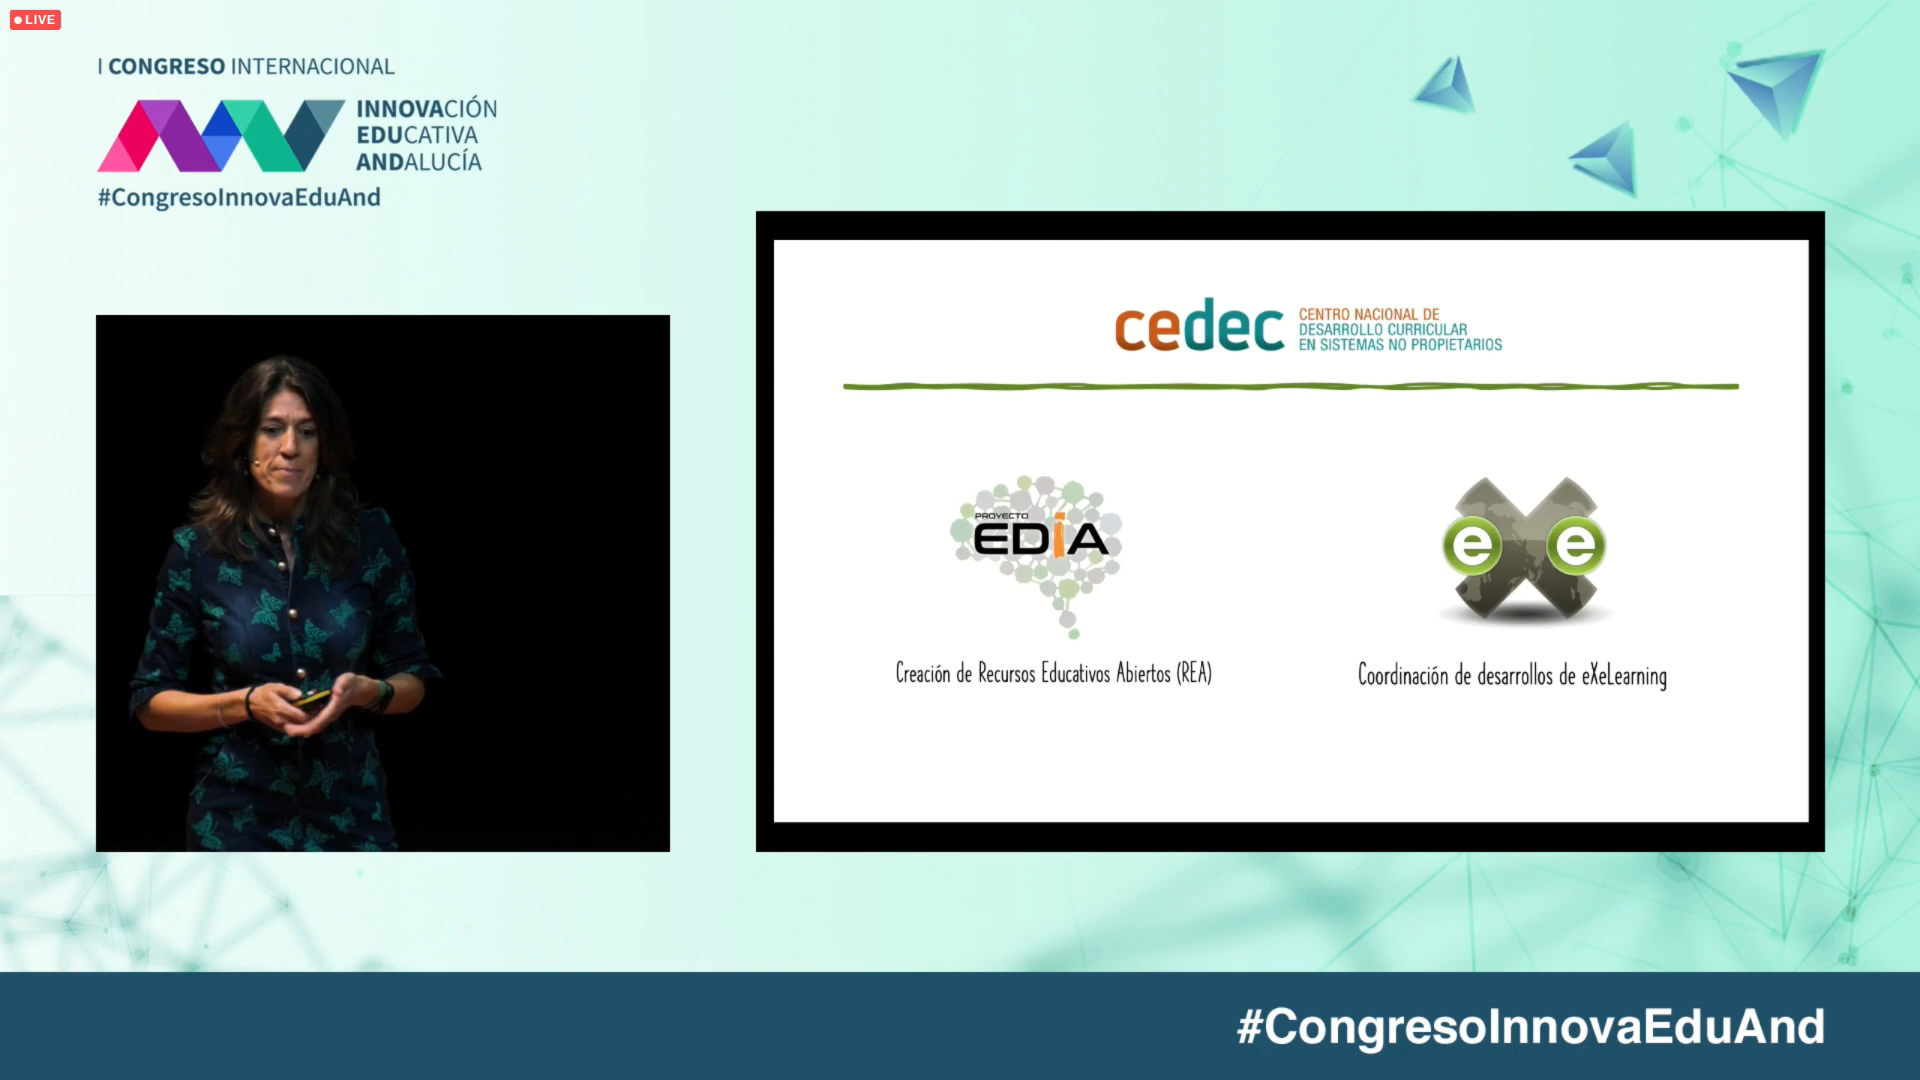 LIVE
I CONGRESO INTERNACIONAL
INNOVACIÓN
EDUCATIVA
ANDALUCÍA
#CongresoInnovaEduAnd
cedec
CENTRO NACIONAL DE
DESARROLLO CURRICULAR
EN SISTEMAS NO PROPIETARIOS
PROYECTO
EDÍA
e e
Creación de Recursos Educativos Abiertos (REA)
Coordinación de desarrollos de eXeLearning
#CongresoInnovaEduAnd